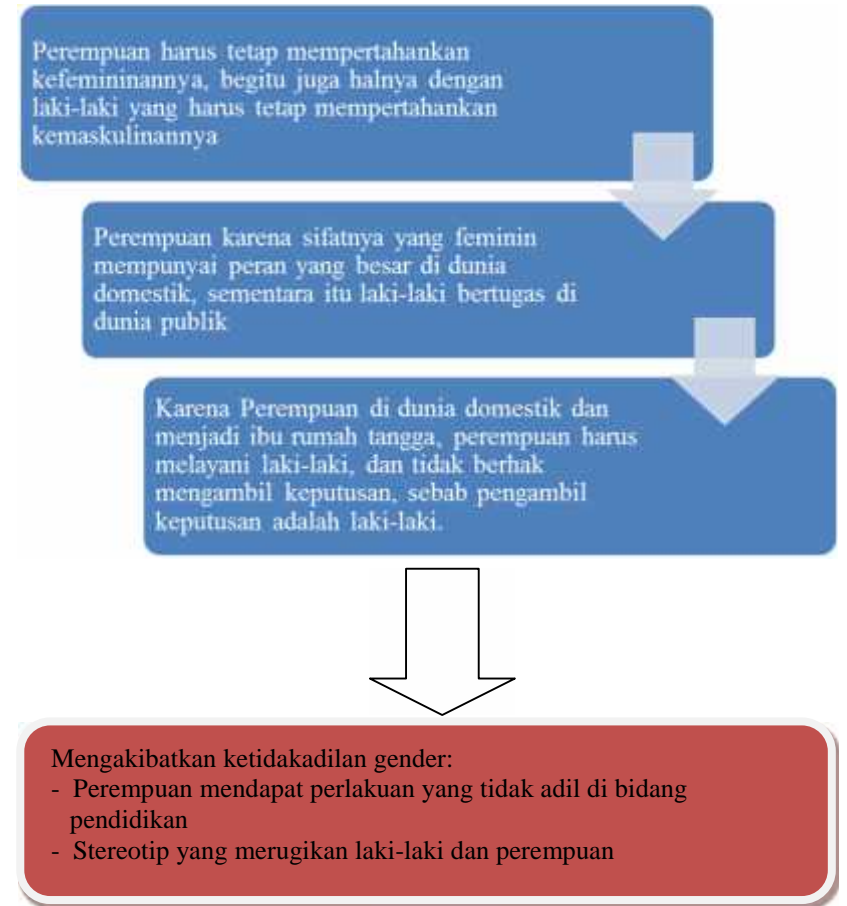 Perempuan harus tetap mempertahankan
kefemininannya, begitu juga halnya dengan
laki-laki yang harus tetap mempertahankan
kemaskulinannya
Perempuan karena sifatnya yang feminin
mempunyai peran yang besar di dunia
domestik, sementara itu laki-laki bertugas di
dunia publik
Karena Perempuan di dunia domestik dan
menjadi ibu rumah tangga, perempuan harus
melayani laki-laki, dan tidak berhak
mengambil keputusan, sebab pengambil
keputusan adalah laki-laki.
Mengakibatkan ketidakadilan gender:
- Perempuan mendapat perlakuan yang tidak adil di bidang
pendidikan
- Stereotip yang merugikan laki-laki dan perempuan